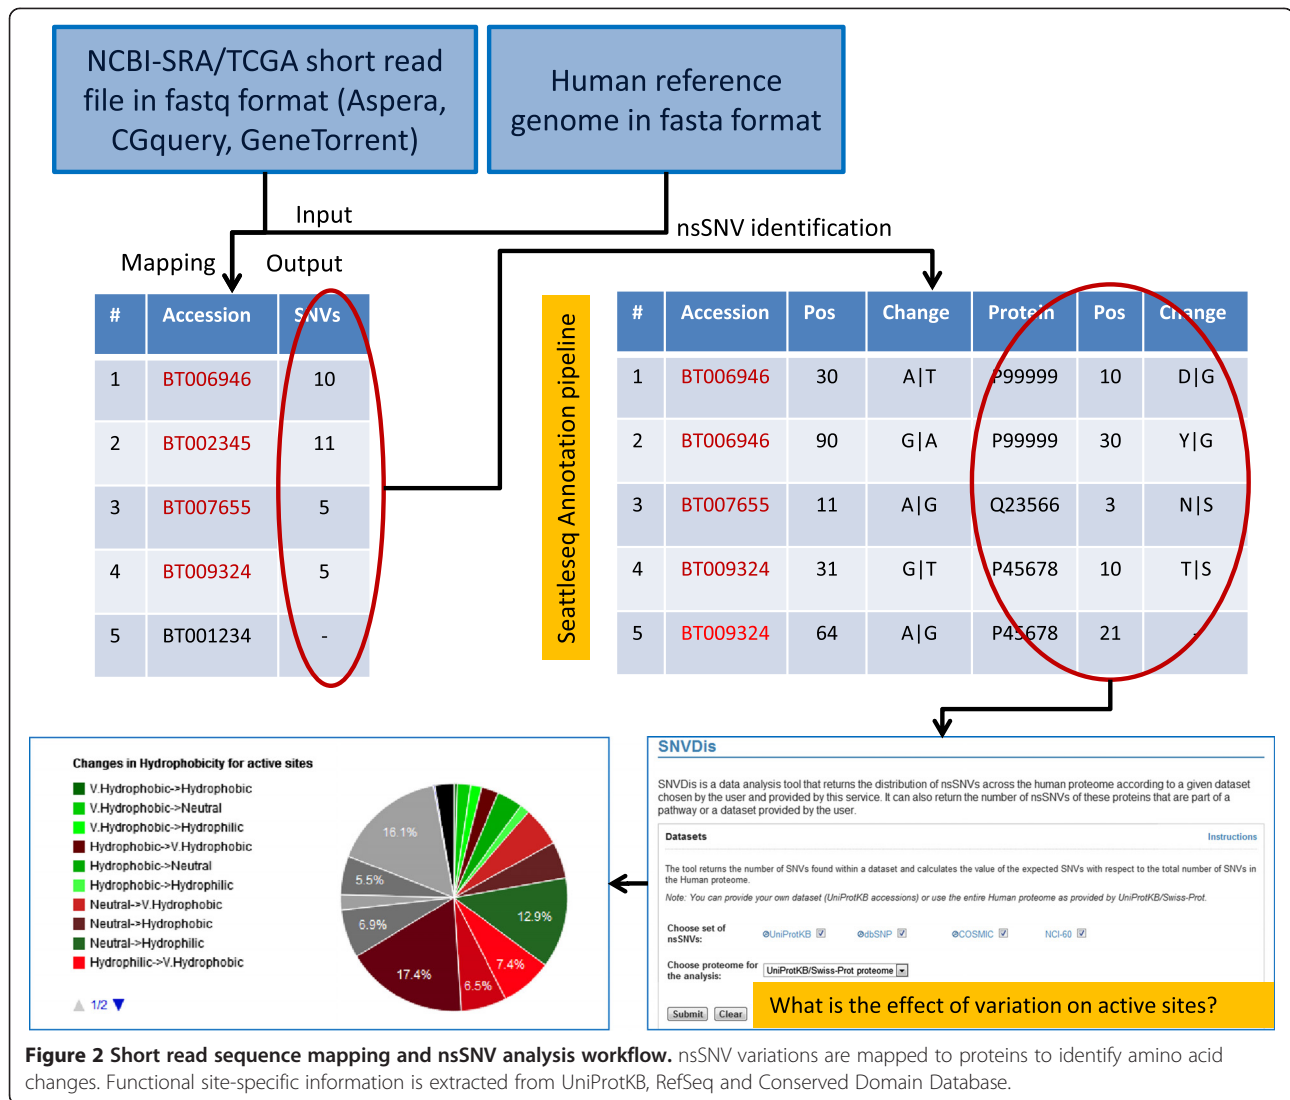 NCBI-SRA/TCGA short read
file in fastq format (Aspera,
CGquery, GeneTorrent)
Human reference
genome in fasta format
Input
nsSNV identification
Mapping
Output
# Accession SNVs
1 BT006946 10
2 BT002345 11
3 BT007655 5
4 BT009324 5
5 BT001234 -
Seattleseq Annotation pipeline
# Accession Pos Change Protein Pos Change
1 BT006946 30 A|T P99999 10 D|G
2 BT006946 90 G|A P99999 30 Y|G
3 BT007655 11 A|G Q23566 3 N|S
4 BT009324 31 G|T P45678 10 T|S
5 BT009324 64 A|G P45678 21 -
Changes in Hydrophobicity for active sites
V.Hydrophobic->Hydrophobic
V.Hydrophobic->Neutral
V.Hydrophobic->Hydrophilic
Hydrophobic->V.Hydrophobic
Hydrophobic->Neutral
Hydrophobic->Hydrophilic
Neutral->V.Hydrophobic
Neutral->Hydrophobic
Neutral->Hydrophilic
Hydrophilic->V.Hydrophobic
1/2
16.1%
5.5%
6.9%
17.4%
6.5%
7.4%
12.9%
SNVDis
SNVDis is a data analysis tool that returns the distribution of nsSNVs across the human proteome according to a given dataset
chosen by the user and provided by this service. It can also return the number of nsSNVs of these proteins that are part of a
pathway or a dataset provided by the user.
Datasets
Instructions
The tool returns the number of SNVs found within a dataset and calculates the value of the expected SNVs with respect to the total number of SNVs in
the Human proteome.
Note: You can provide your own dataset (UniProtKB accessions) or use the entire Human proteome as provided by UniProtKB/Swiss-Prot.
Choose set of
nsSNVs:
UniProtKB dbSNP COSMIC NCI-60
Choose proteome for
the analysis:
UniProtKB/Swiss-Prot proteome
Submit Clear
What is the effect of variation on active sites?
Figure 2 Short read sequence mapping and nsSNV analysis workflow. nsSNV variations are mapped to proteins to identify amino acid
changes. Functional site-specific information is extracted from UniProtKB, RefSeq and Conserved Domain Database.